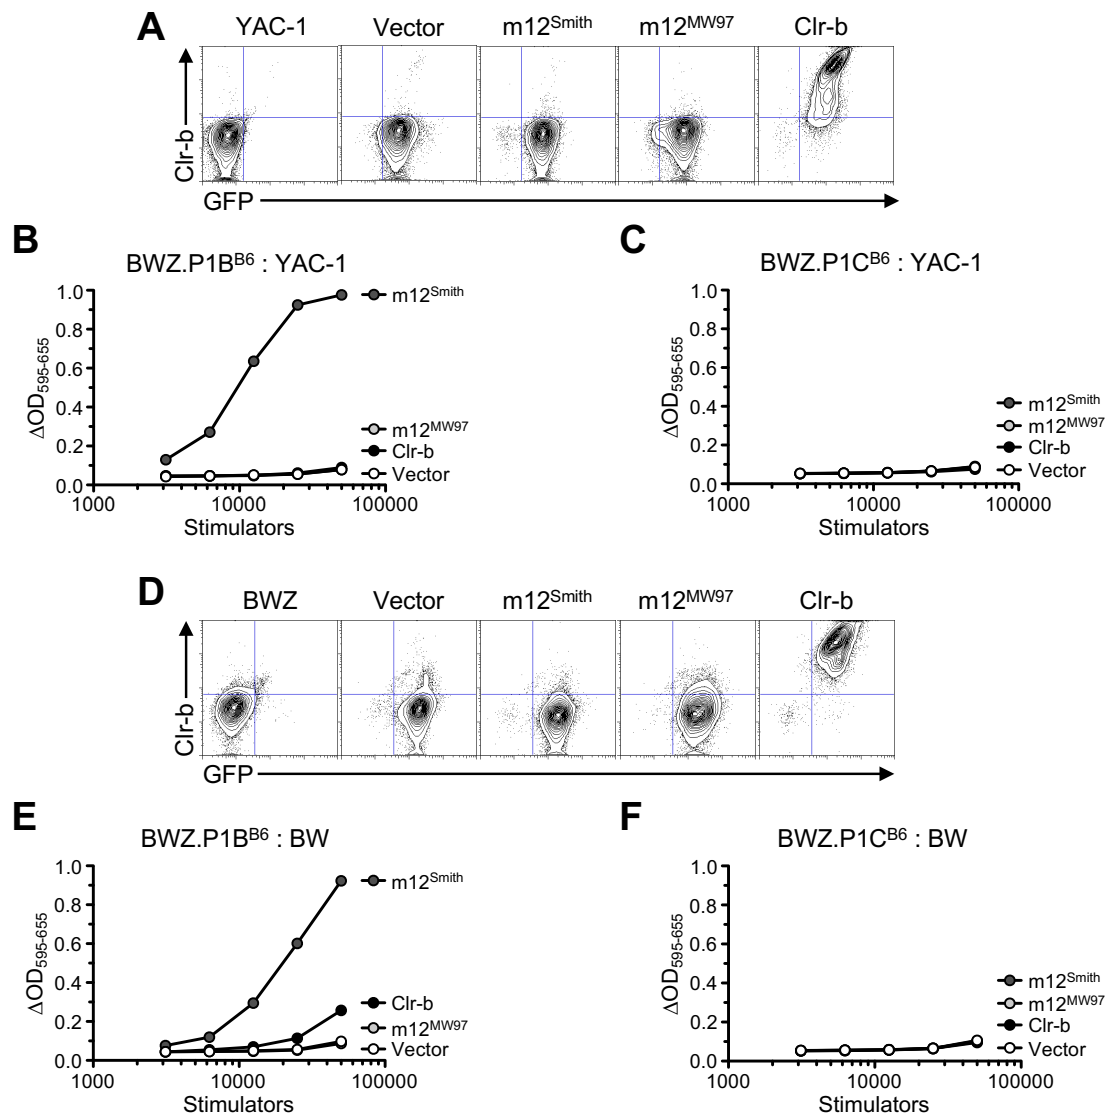 A
YAC-1 Vector m12Smith m12MW97 Clr-b
Clr-b
GFP
B
BWZ.P1BB6 : YAC-1
1.0
0.8
0.6
0.4
0.2
0.0
ΔOD595-655
1000 10000 100000
Stimulators
m12Smith
m12MW97
Clr-b
Vector
C
BWZ.P1CB6 : YAC-1
1.0
0.8
0.6
0.4
0.2
0.0
ΔOD595-655
1000 10000 100000
Stimulators
m12Smith
m12MW97
Clr-b
Vector
D
BWZ Vector m12Smith m12MW97 Clr-b
Clr-b
GFP
E
BWZ.P1BB6 : BW
1.0
0.8
0.6
0.4
0.2
0.0
ΔOD595-655
1000 10000 100000
Stimulators
m12Smith
Clr-b
m12MW97
Vector
F
BWZ.P1CB6 : BW
1.0
0.8
0.6
0.4
0.2
0.0
ΔOD595-655
1000 10000 100000
Stimulators
m12Smith
m12MW97
Clr-b
Vector